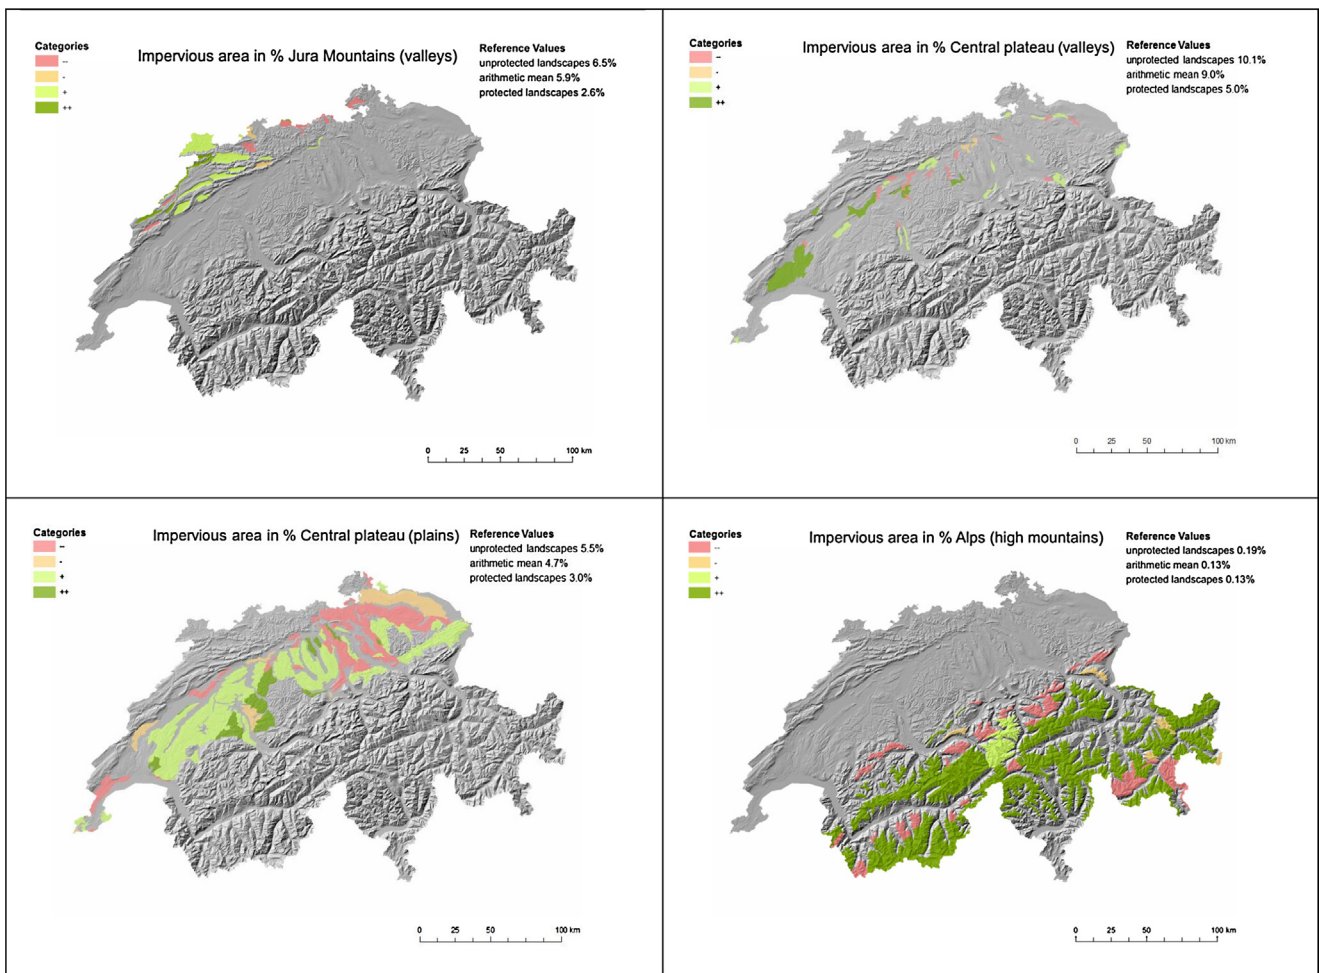 Categories
--
-
+
++
Impervious area in % Jura Mountains (valleys)
Reference Values
unprotected landscapes 6.5%
arithmetic mean 5.9%
protected landscapes 2.6%
0 25 50 100 km
Categories
--
-
+
++
Impervious area in % Central plateau (valleys)
Reference Values
unprotected landscapes 10.1%
arithmetic mean 9.0%
protected landscapes 5.0%
0 25 50 100 km
Categories
--
-
+
++
Impervious area in % Central plateau (plains)
Reference Values
unprotected landscapes 5.5%
arithmetic mean 4.7%
protected landscapes 3.0%
0 25 50 100 km
Categories
--
-
+
++
Impervious area in % Alps (high mountains)
Reference Values
unprotected landscapes 0.19%
arithmetic mean 0.13%
protected landscapes 0.13%
0 25 50 100 km